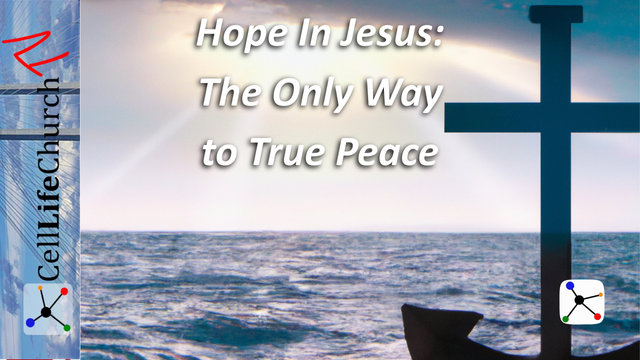 Hope In Jesus:
The Only Way
to True Peace
CellLifeChurch